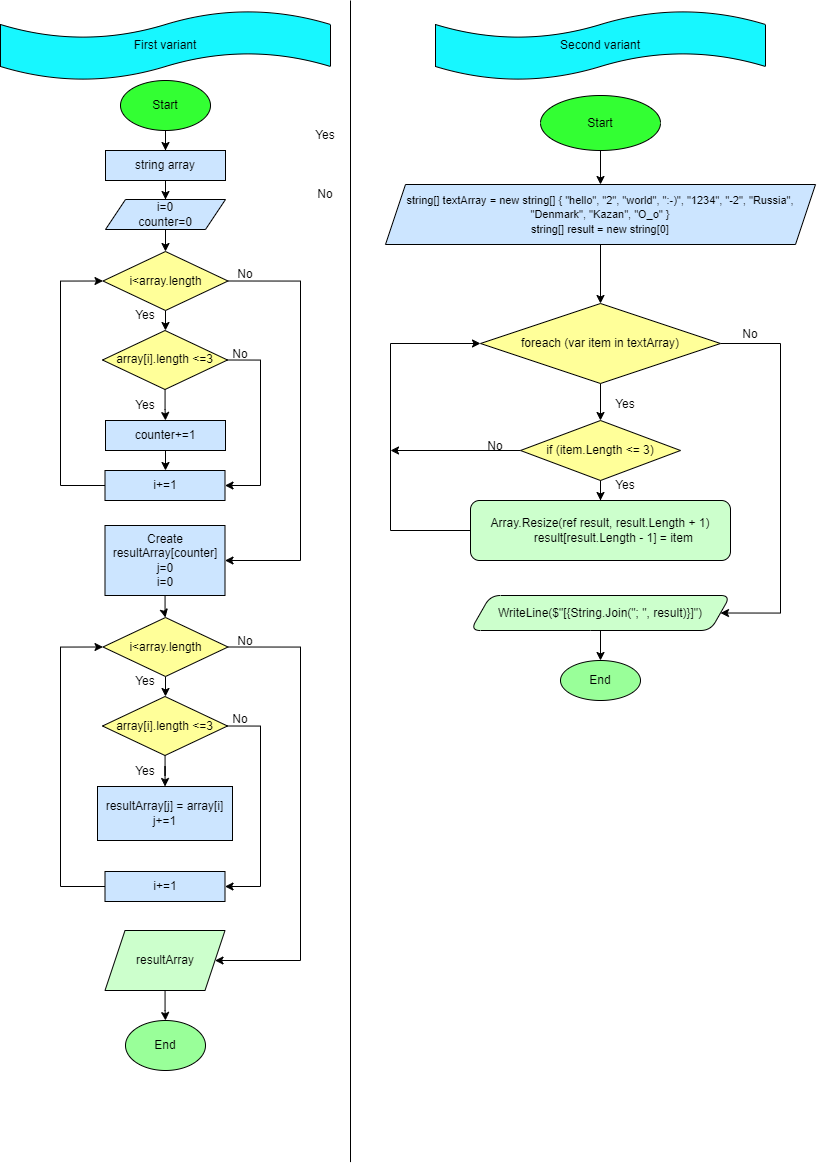 First variant
Start
Yes
string array
No
i=0
counter=0
i<array.length
No
Yes
array[i].length <=3
No
Yes
counter+=1
i+=1
Create
resultArray[counter]
j=0
i=0
i<array.length
No
Yes
array[i].length <=3
No
Yes
resultArray[j] = array[i]
j+=1
i+=1
resultArray
End
Second variant
Start
string[] textArray = new string[] { "hello", "2", "world", ":-)", "1234", "-2", "Russia",
"Denmark", "Kazan", "O_o" }
string[] result = new string[0]
foreach (var item in textArray)
No
Yes
if (item.Length <= 3)
No
Yes
Array.Resize(ref result, result.Length + 1)
result[result.Length - 1] = item
WriteLine($"[{String.Join("; ", result)}]")
End